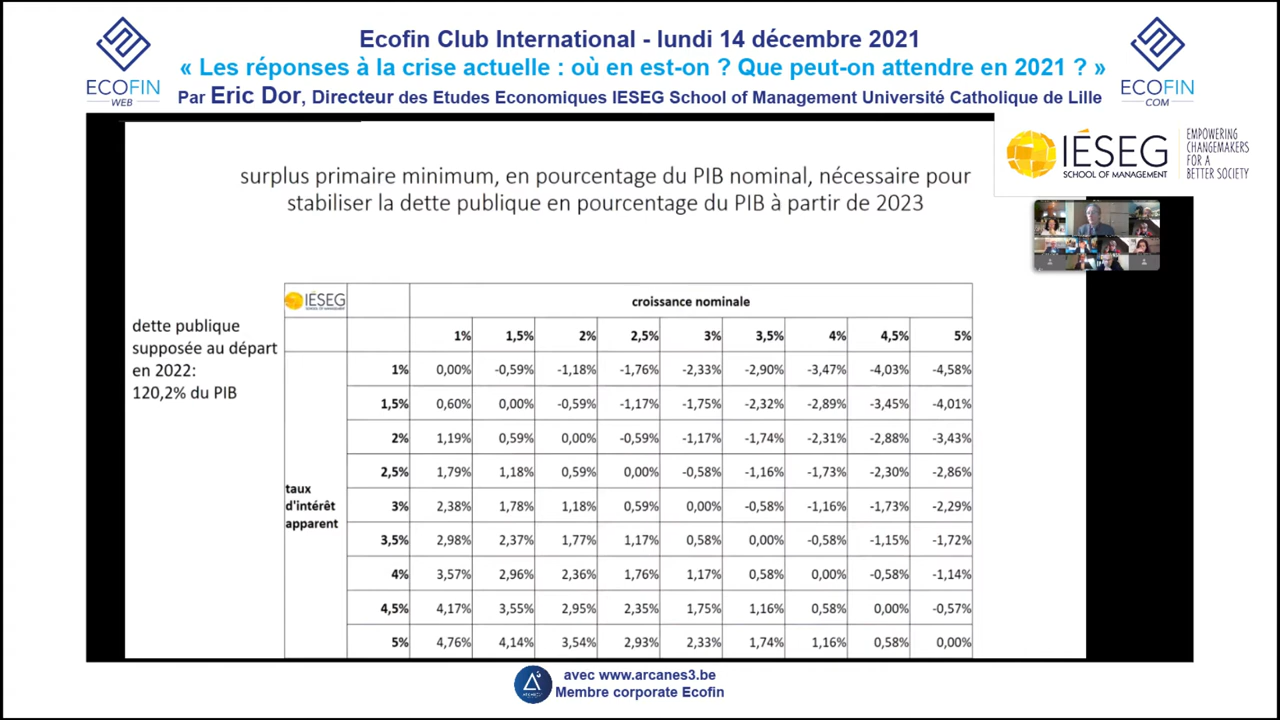 Ecofin Club International - lundi 14 décembre 2021
« Les réponses à la crise actuelle : où en est-on ? Que peut-on attendre en 2021 ? »
Par Eric Dor, Directeur des Etudes Economiques IESEG School of Management Université Catholique de Lille
ECOFIN
WEB
ECOFIN
COM
IÉSEG
SCHOOL OF MANAGEMENT
EMPOWERING
CHANGEMAKERS
FOR A
BETTER SOCIETY
surplus primaire minimum, en pourcentage du PIB nominal, nécessaire pour
stabiliser la dette publique en pourcentage du PIB à partir de 2023
dette publique
supposée au départ
en 2022:
120,2% du PIB
IÉSEG
SCHOOL OF MANAGEMENT
croissance nominale
1% 1,5% 2% 2,5% 3% 3,5% 4% 4,5% 5%
taux
d'intérêt
apparent
1% 0,00% -0,59% -1,18% -1,76% -2,33% -2,90% -3,47% -4,03% -4,58%
1,5% 0,60% 0,00% -0,59% -1,17% -1,75% -2,32% -2,89% -3,45% -4,01%
2% 1,19% 0,59% 0,00% -0,59% -1,17% -1,74% -2,31% -2,88% -3,43%
2,5% 1,79% 1,18% 0,59% 0,00% -0,58% -1,16% -1,73% -2,30% -2,86%
3% 2,38% 1,78% 1,18% 0,59% 0,00% -0,58% -1,16% -1,73% -2,29%
3,5% 2,98% 2,37% 1,77% 1,17% 0,58% 0,00% -0,58% -1,15% -1,72%
4% 3,57% 2,96% 2,36% 1,76% 1,17% 0,58% 0,00% -0,58% -1,14%
4,5% 4,17% 3,55% 2,95% 2,35% 1,75% 1,16% 0,58% 0,00% -0,57%
5% 4,76% 4,14% 3,54% 2,93% 2,33% 1,74% 1,16% 0,58% 0,00%
avec www.arcanes3.be
Membre corporate Ecofin